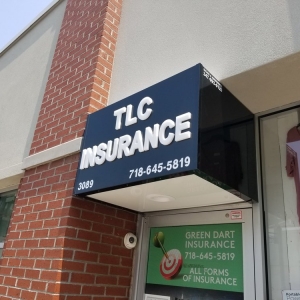 TLC
INSURANCE
3089
718-645-5819
GREEN DART
INSURANCE
718-645-5819
ALL FORMS
OF INSURANCE